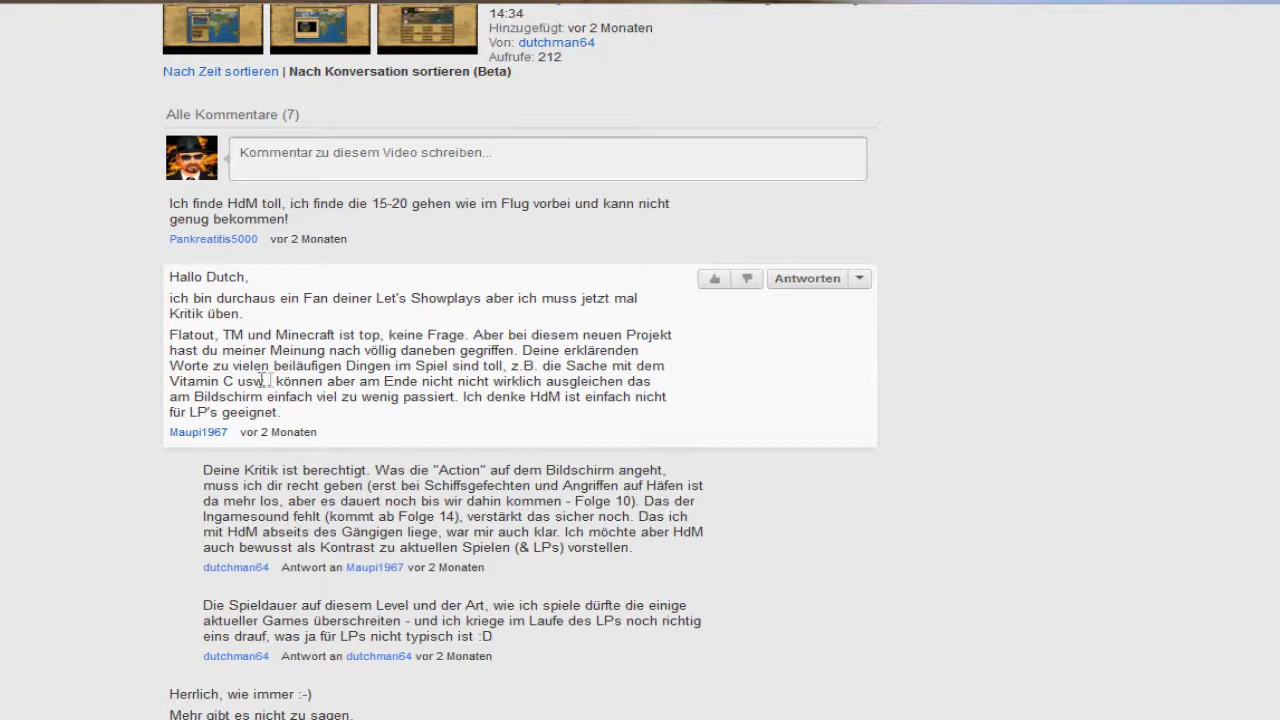 14:34
Hinzugefügt: vor 2 Monaten
Von: dutchman64
Aufrufe: 212
Nach Zeit sortieren | Nach Konversation sortieren (Beta)
Alle Kommentare (7)
Kommentar zu diesem Video schreiben...
Ich finde HdM toll, ich finde die 15-20 gehen wie im Flug vorbei und kann nicht
genug bekommen!
Pankreatitis5000 vor 2 Monaten
Hallo Dutch,
Antworten
ich bin durchaus ein Fan deiner Let's Showplays aber ich muss jetzt mal
Kritik üben.
Flatout, TM und Minecraft ist top, keine Frage. Aber bei diesem neuen Projekt
hast du meiner Meinung nach völlig daneben gegriffen. Deine erklärenden
Worte zu vielen beiläufigen Dingen im Spiel sind toll, z.B. die Sache mit dem
Vitamin C usw... können aber am Ende nicht nicht wirklich ausgleichen das
am Bildschirm einfach viel zu wenig passiert. Ich denke HdM ist einfach nicht
für LP's geeignet.
Maupi1967 vor 2 Monaten
Deine Kritik ist berechtigt. Was die "Action" auf dem Bildschirm angeht,
muss ich dir recht geben (erst bei Schiffsgefechten und Angriffen auf Häfen ist
da mehr los, aber es dauert noch bis wir dahin kommen - Folge 10). Das der
Ingamesound fehlt (kommt ab Folge 14), verstärkt das sicher noch. Das ich
mit HdM abseits des Gängigen liege, war mir auch klar. Ich möchte aber HdM
auch bewusst als Kontrast zu aktuellen Spielen (& LPs) vorstellen.
dutchman64 Antwort an Maupi1967 vor 2 Monaten
Die Spieldauer auf diesem Level und der Art, wie ich spiele dürfte die einige
aktueller Games überschreiten - und ich kriege im Laufe des LPs noch richtig
eins drauf, was ja für LPs nicht typisch ist :D
dutchman64 Antwort an dutchman64 vor 2 Monaten
Herrlich, wie immer :-)
Mehr gibt es nicht zu sagen.